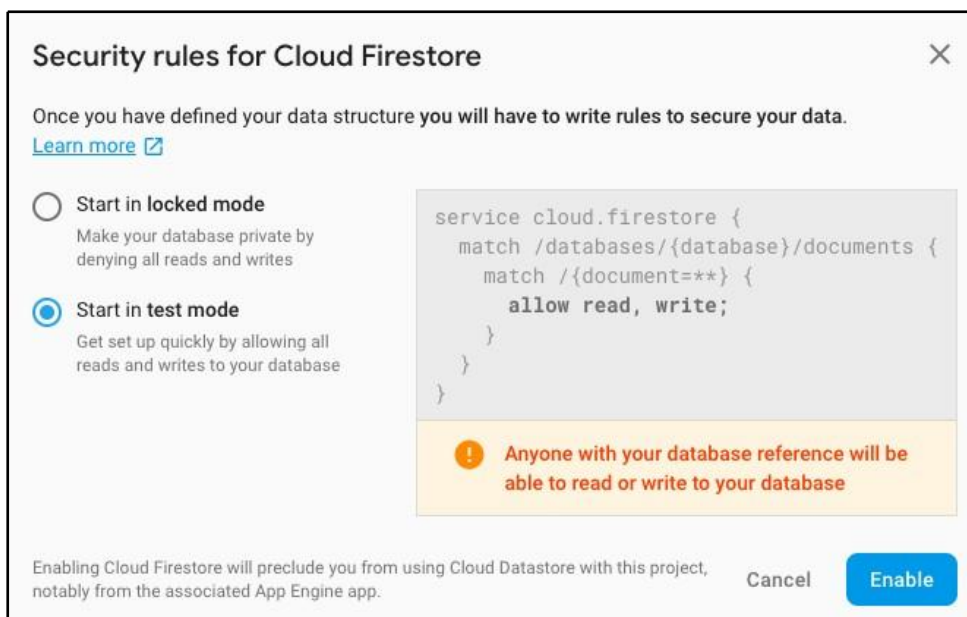 Security rules for Cloud Firestore
Once you have defined your data structure you will have to write rules to secure your data.
Learn more
Start in locked mode
Make your database private by
denying all reads and writes
Start in test mode
Get set up quickly by allowing all
reads and writes to your database
service cloud.firestore {
match /databases/{database}/documents {
match /{document=**} {
allow read, write;
}
}
}
Anyone with your database reference will be
able to read or write to your database
Enabling Cloud Firestore will preclude you from using Cloud Datastore with this project,
notably from the associated App Engine app.
Cancel
Enable